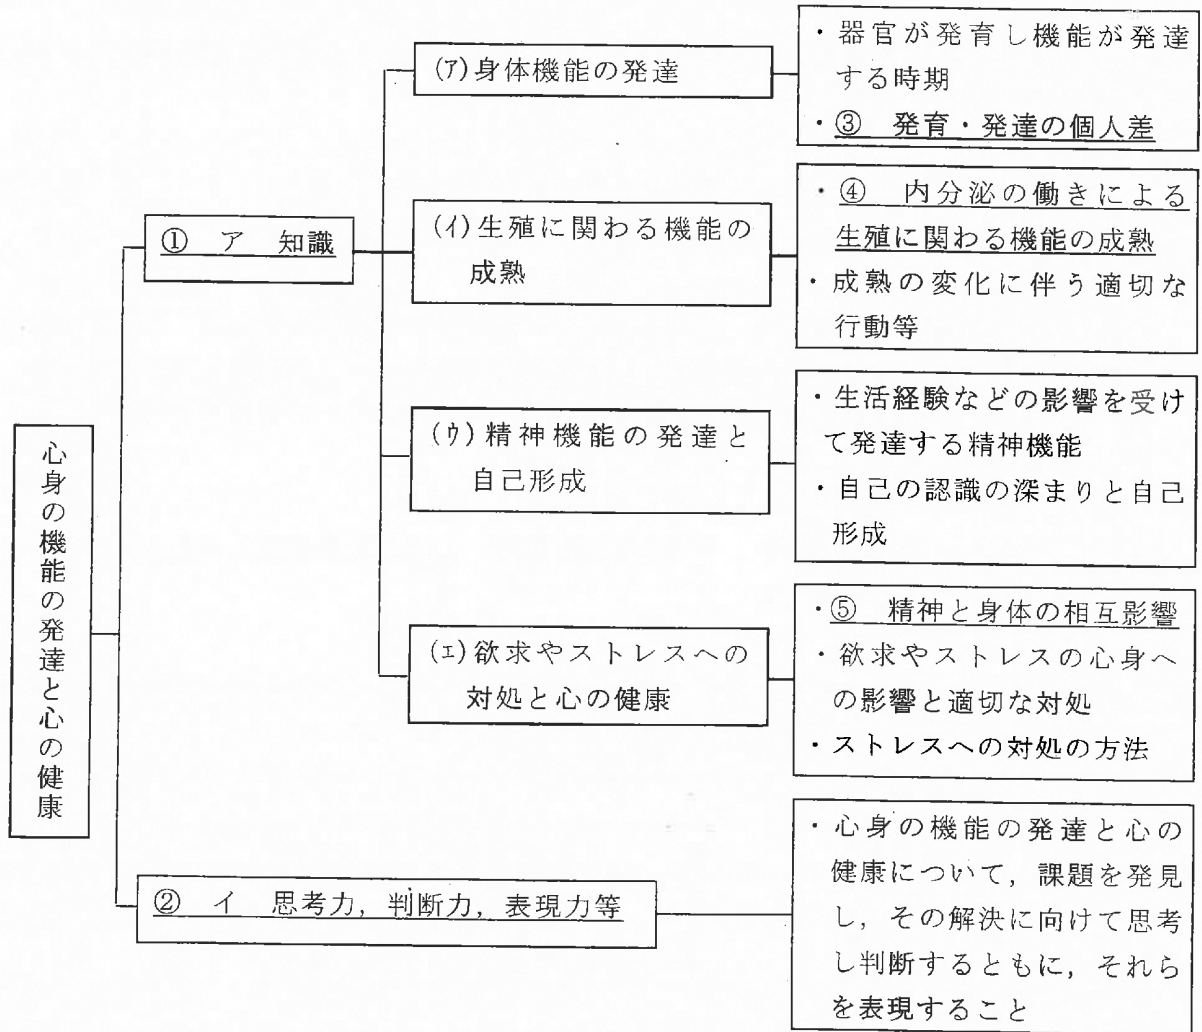 心身の機能の発達と心の健康
① ア 知識
(ア)身体機能の発達
・器官が発育し機能が発達
する時期
・③ 発育・発達の個人差
(イ)生殖に関わる機能の
成熟
・④ 内分泌の働きによる
生殖に関わる機能の成熟
・成熟の変化に伴う適切な
行動等
(ウ)精神機能の発達と
自己形成
・生活経験などの影響を受け
て発達する精神機能
・自己の認識の深まりと自己
形成
(エ)欲求やストレスへの
対処と心の健康
・⑤ 精神と身体の相互影響
・欲求やストレスの心身へ
の影響と適切な対処
・ストレスへの対処の方法
② イ 思考力,判断力,表現力等
・心身の機能の発達と心の
健康について,課題を発見
し,その解決に向けて思考
し判断するともに,それら
を表現すること